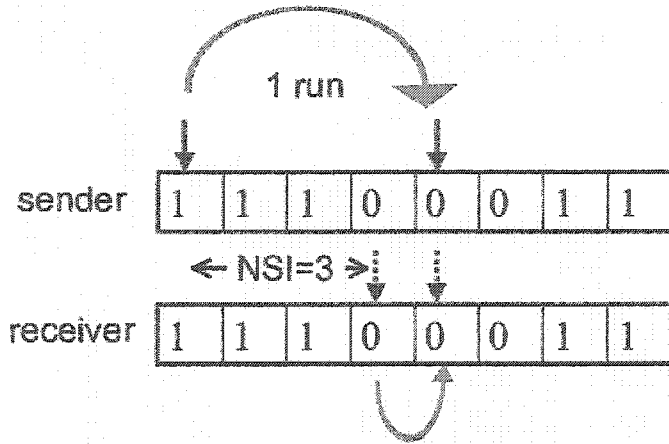 1 run
sender 1 1 1 0 0 0 1 1
NSI=3
receiver 1 1 1 0 0 0 1 1